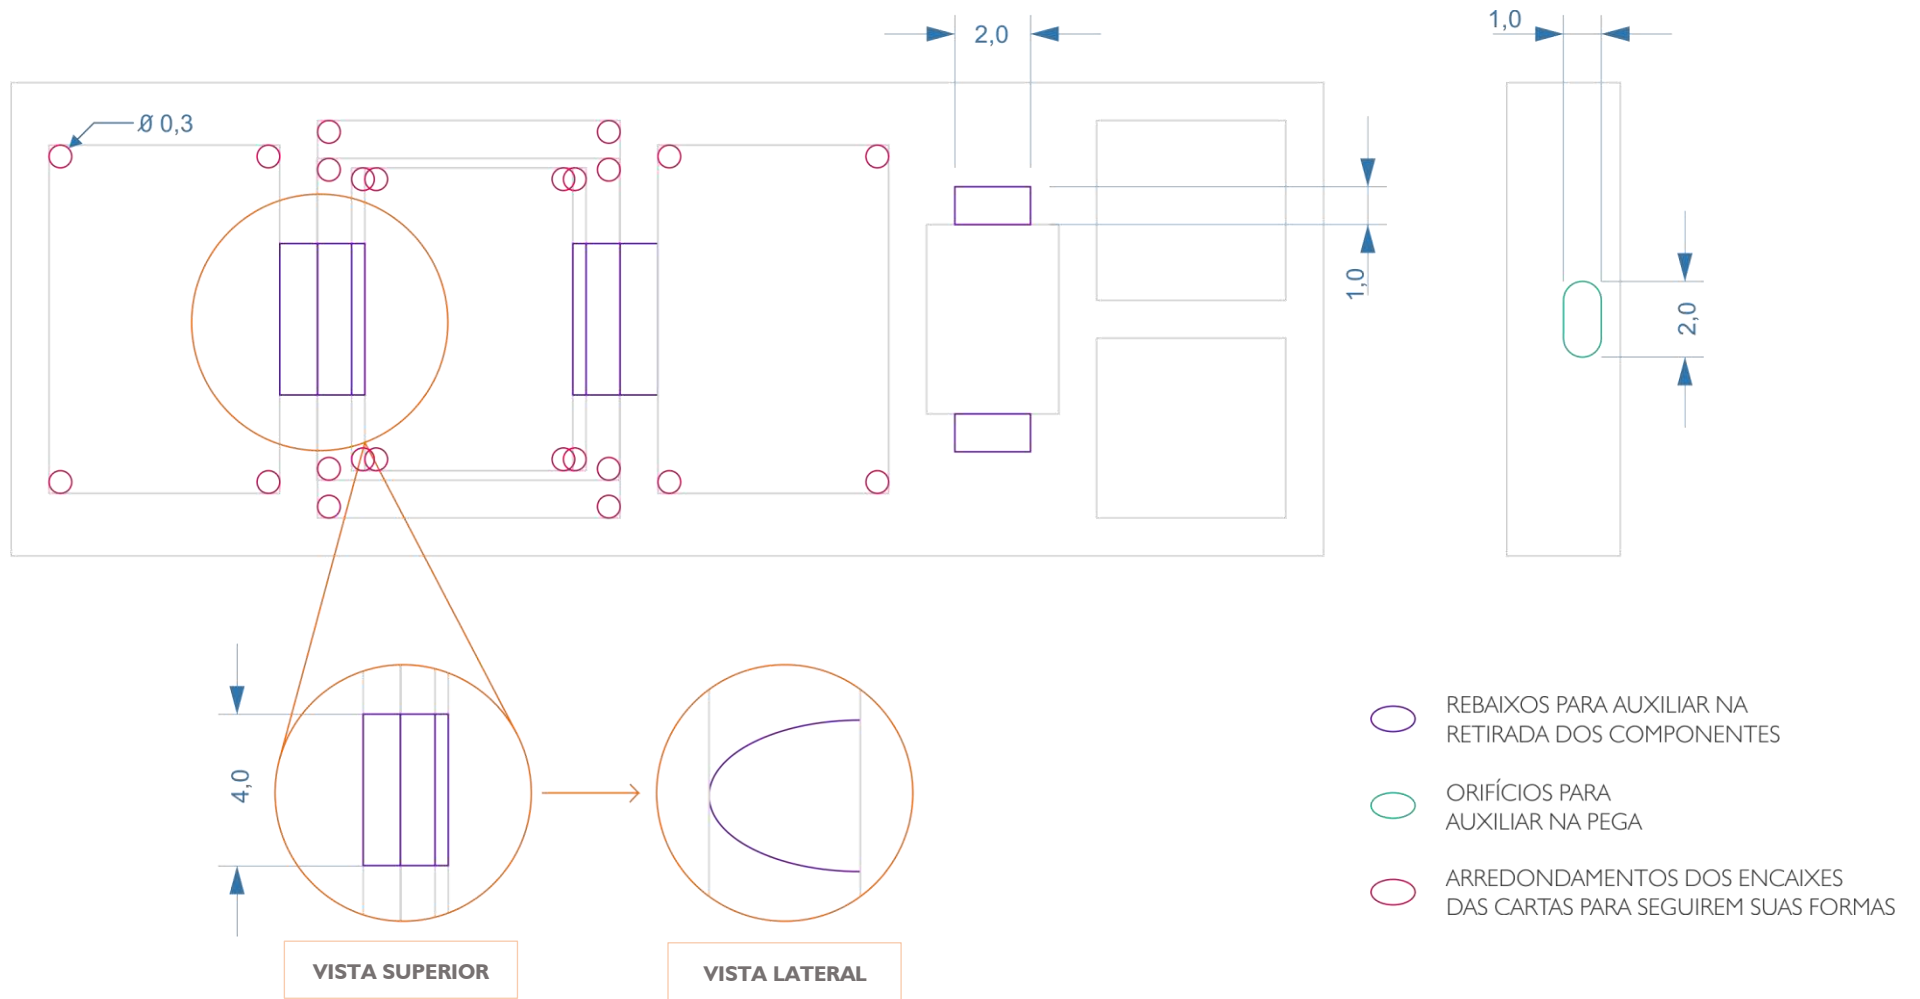 2,0
1,0
Ø 0,3
1,0
2,0
4,0
REBAIXOS PARA AUXILIAR NA
RETIRADA DOS COMPONENTES
ORIFÍCIOS PARA
AUXILIAR NA PEGA
ARREDONDAMENTOS DOS ENCAIXES
DAS CARTAS PARA SEGUIREM SUAS FORMAS
VISTA SUPERIOR
VISTA LATERAL